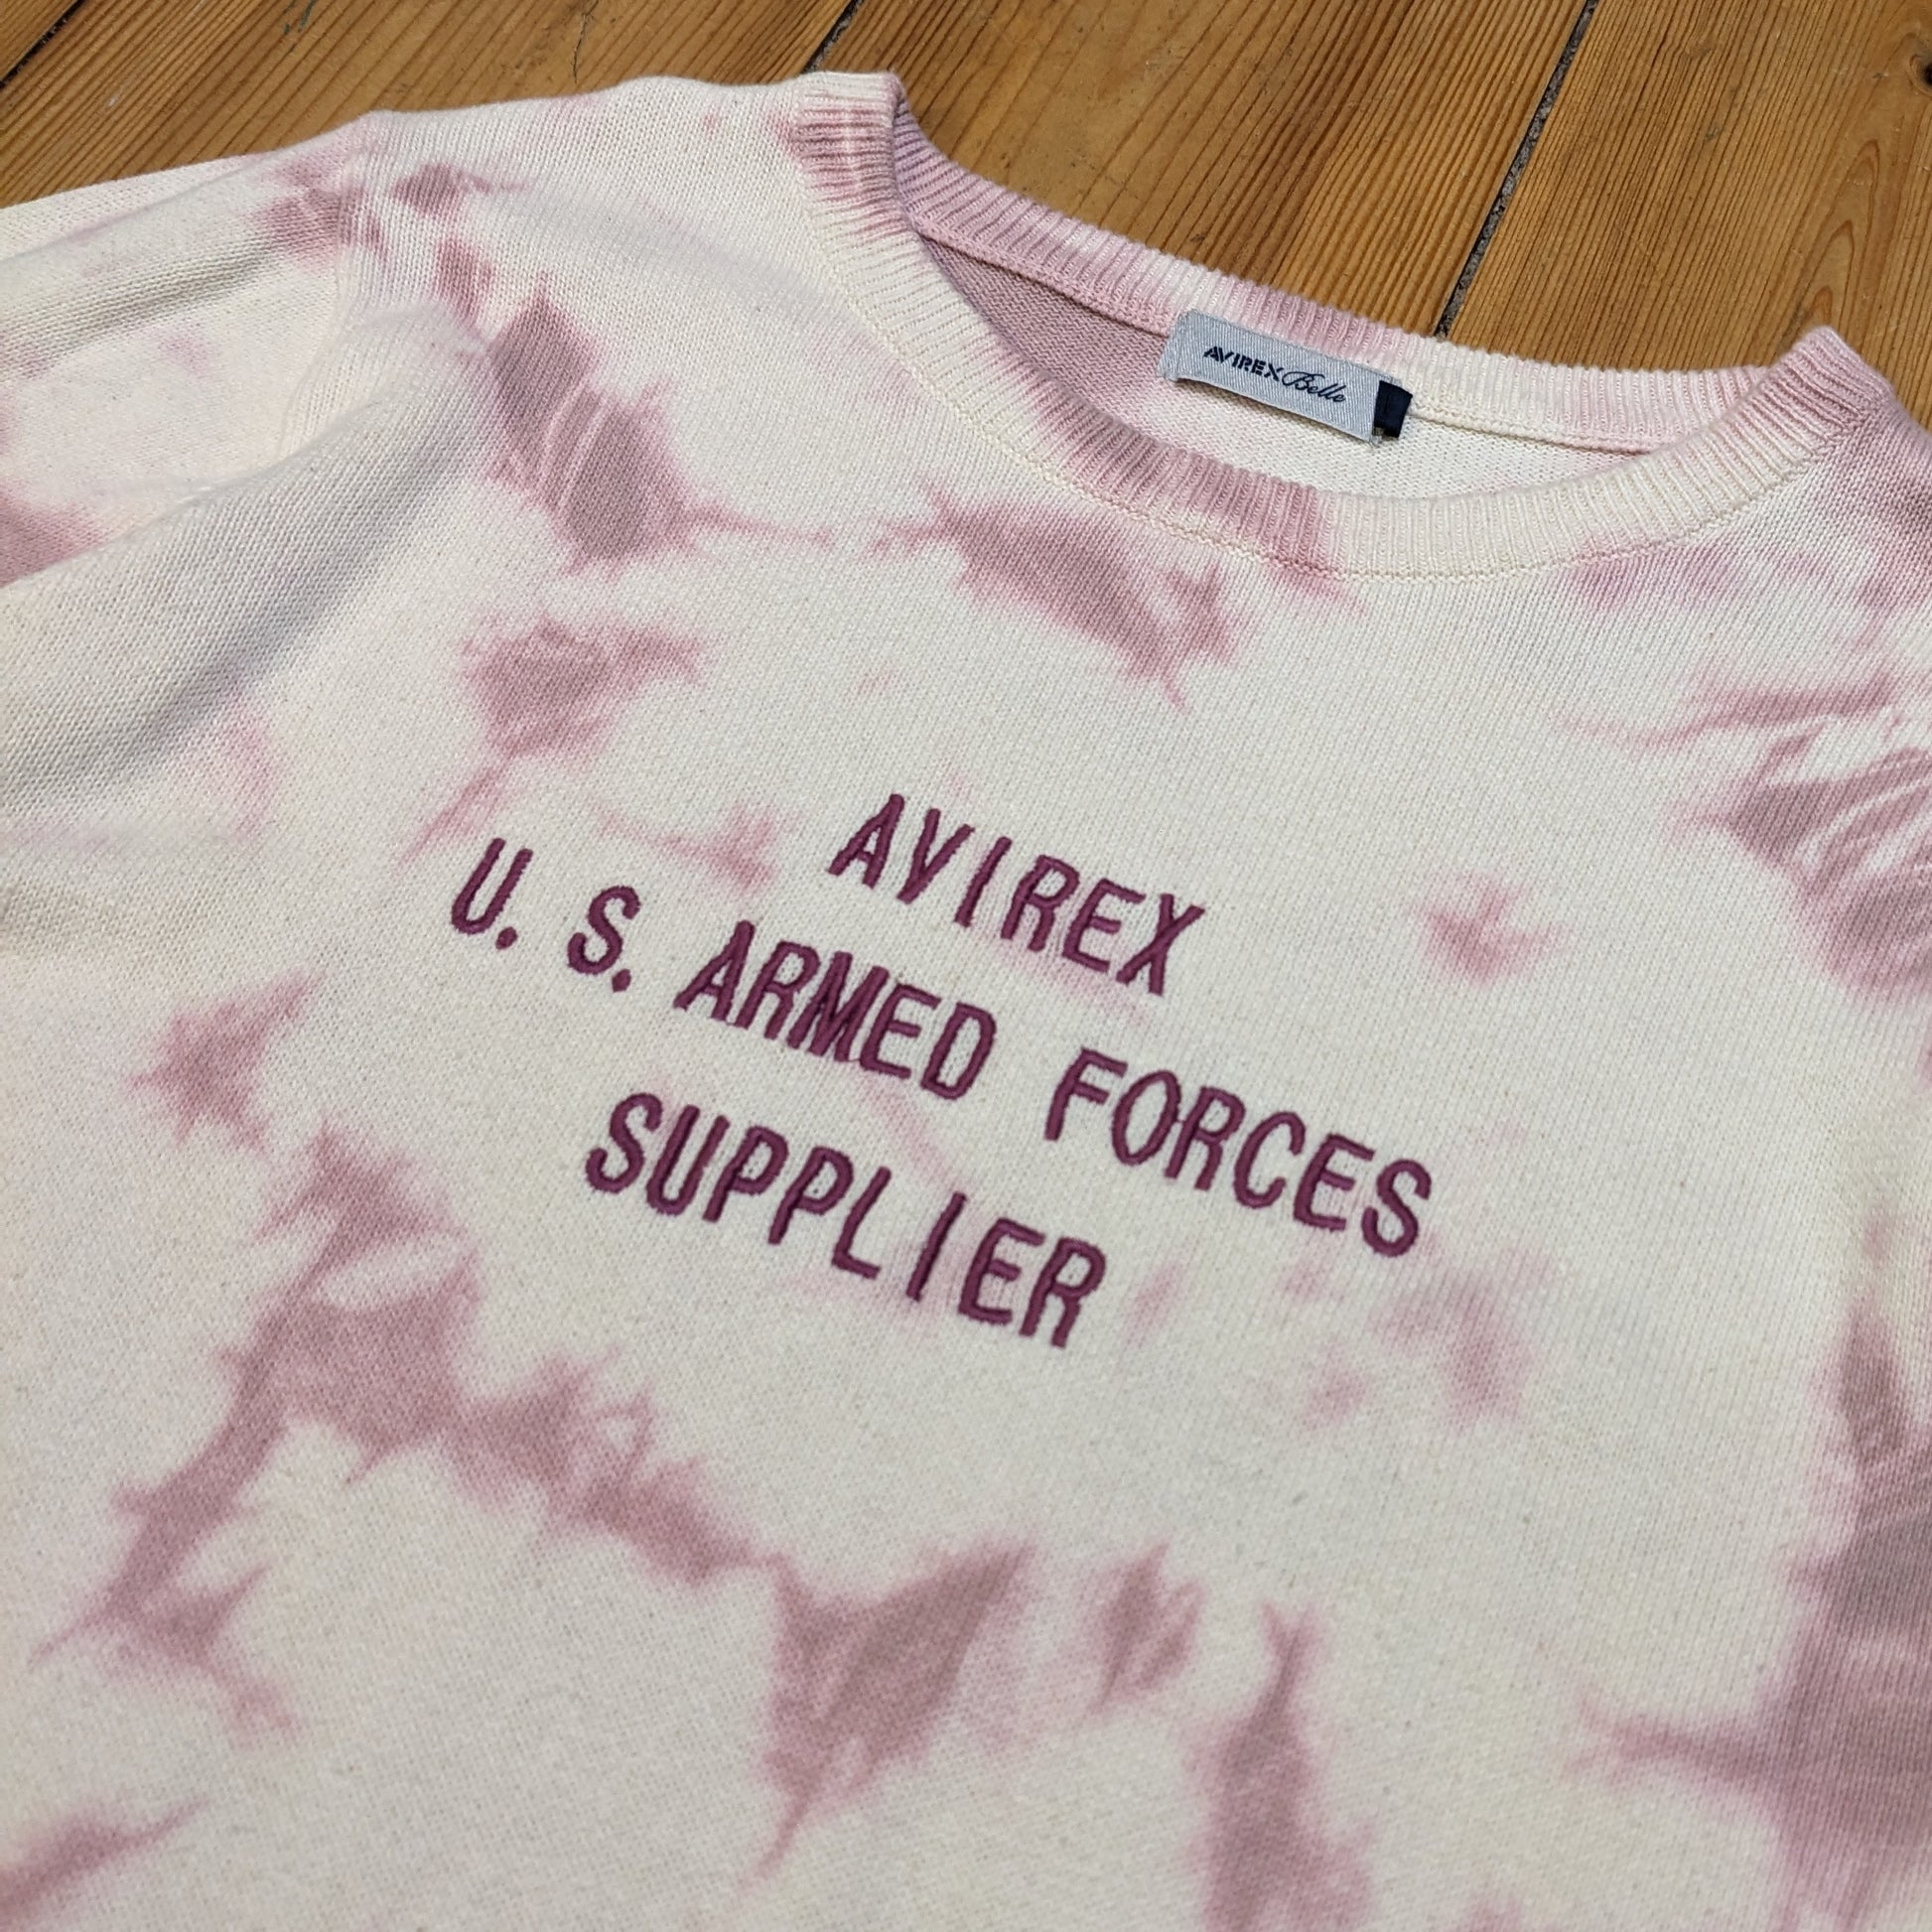 AVIREX Belle
AVIREX
U. S. ARMED FORCES
SUPPLIER